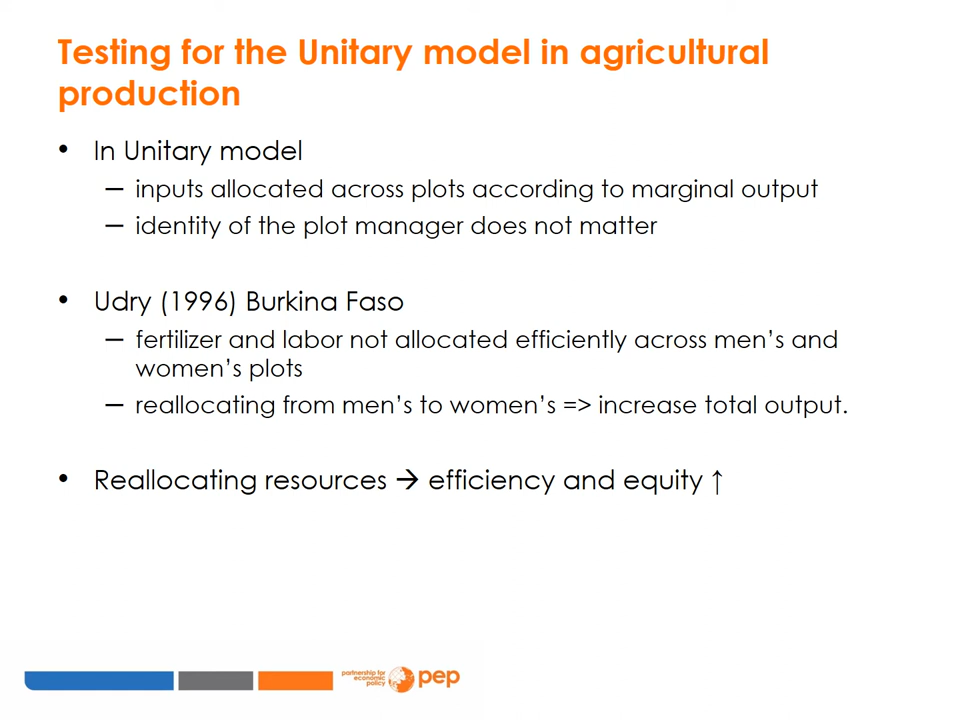 Testing for the Unitary model in agricultural
production
• In Unitary model
– inputs allocated across plots according to marginal output
– identity of the plot manager does not matter
• Udry (1996) Burkina Faso
– fertilizer and labor not allocated efficiently across men’s and
women’s plots
– reallocating from men’s to women’s => increase total output.
• Reallocating resources → efficiency and equity ↑
partnership for
economic
policy
pep